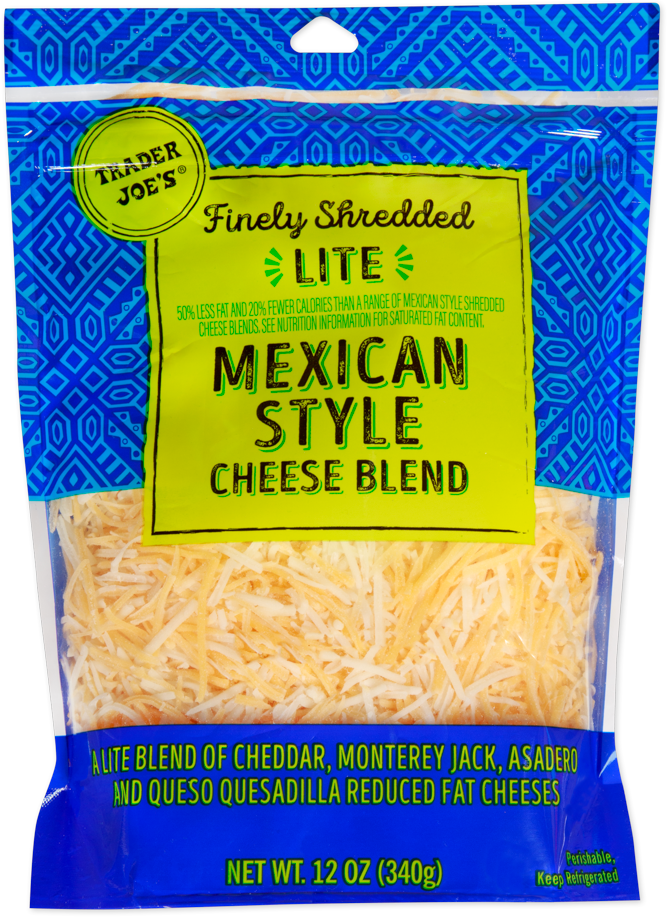 TRADER
JOE'S®
Finely Shredded
LITE
50% LESS FAT AND 20% FEWER CALORIES THAN A RANGE OF MEXICAN STYLE SHREDDED
CHEESE BLENDS. SEE NUTRITION INFORMATION FOR SATURATED FAT CONTENT.
MEXICAN
STYLE
CHEESE BLEND
A LITE BLEND OF CHEDDAR, MONTEREY JACK, ASADERO
AND QUESO QUESADILLA REDUCED FAT CHEESES
NET WT. 12 OZ (340g)
Perishable,
Keep Refrigerated